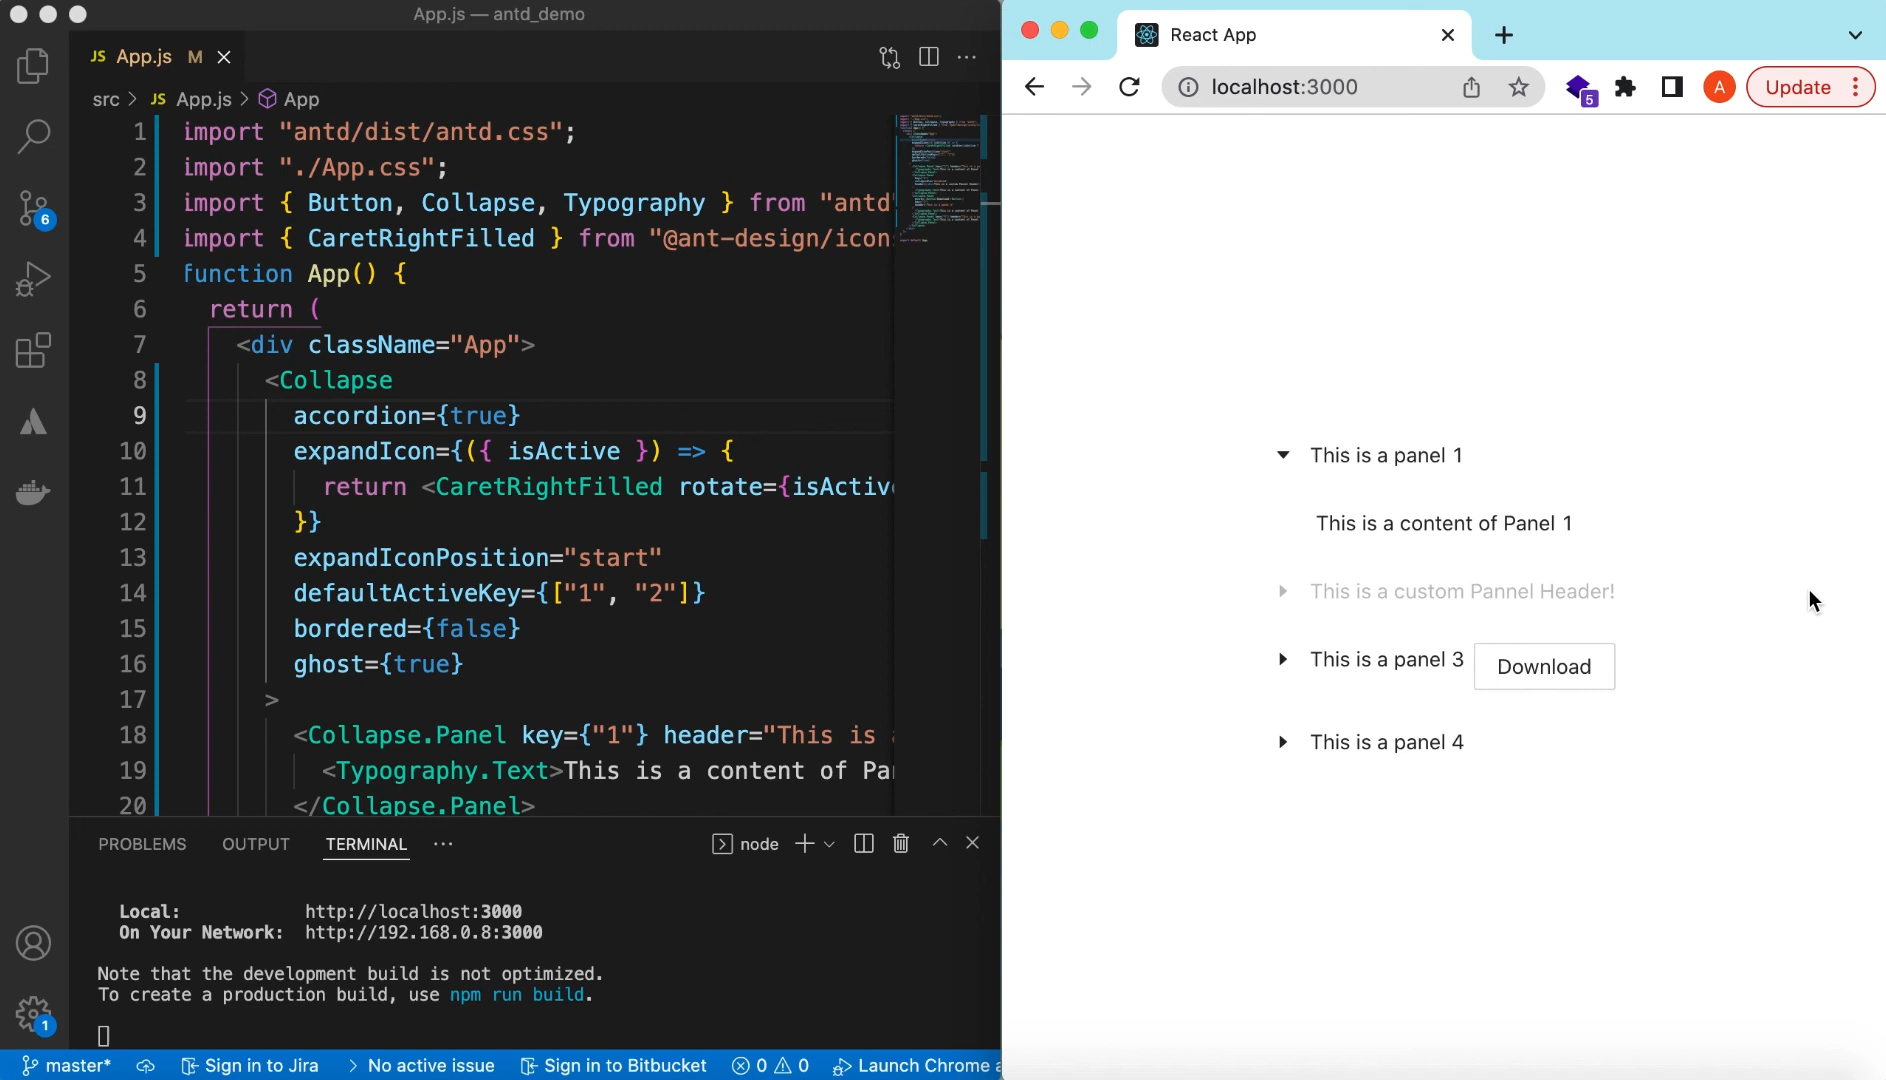 App.js — antd_demo
JS App.js M
src > JS App.js > App
1 import "antd/dist/antd.css";
2 import "./App.css";
3 import { Button, Collapse, Typography } from "antd"
4 import { CaretRightFilled } from "@ant-design/icon
5 function App() {
6 return (
7 <div className="App">
8 <Collapse
9 accordion={true}
10 expandIcon={({ isActive }) => {
11 return <CaretRightFilled rotate={isActiv
12 }}
13 expandIconPosition="start"
14 defaultActiveKey={["1", "2"]}
15 bordered={false}
16 ghost={true}
17 >
18 <Collapse.Panel key={"1"} header="This is
19 <Typography.Text>This is a content of Pa
20 </Collapse.Panel>
PROBLEMS OUTPUT TERMINAL ... node
Local: http://localhost:3000
On Your Network: http://192.168.0.8:3000
Note that the development build is not optimized.
To create a production build, use npm run build.
6
1
master* Sign in to Jira > No active issue Sign in to Bitbucket 0 0 Launch Chrome a
React App
localhost:3000
5
A
Update
This is a panel 1
This is a content of Panel 1
This is a custom Pannel Header!
This is a panel 3 Download
This is a panel 4